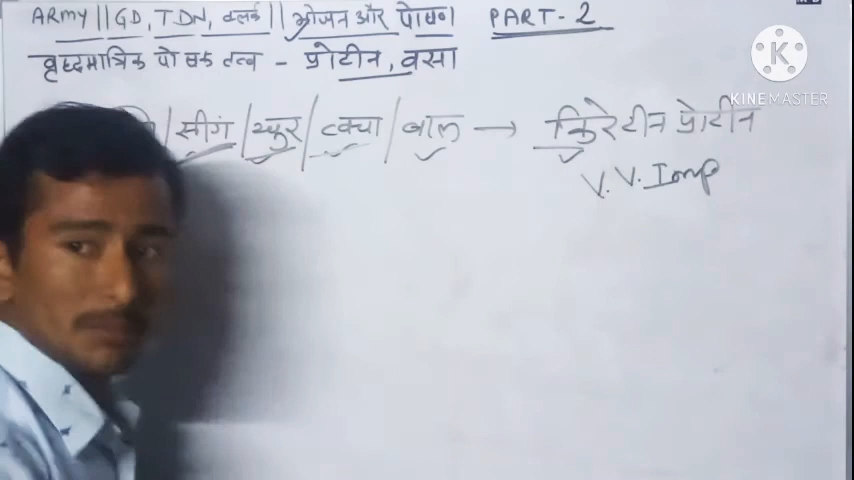 ARMY || GD, TDN, क्लर्क || भोजन और पोषण PART-2
वृहदमात्रिक पोषक तत्व - प्रोटीन, वसा
K
KINEMASTER
| सींग | खुर | त्वचा | बाल → किरेटीन प्रोटीन
V. V. Imp